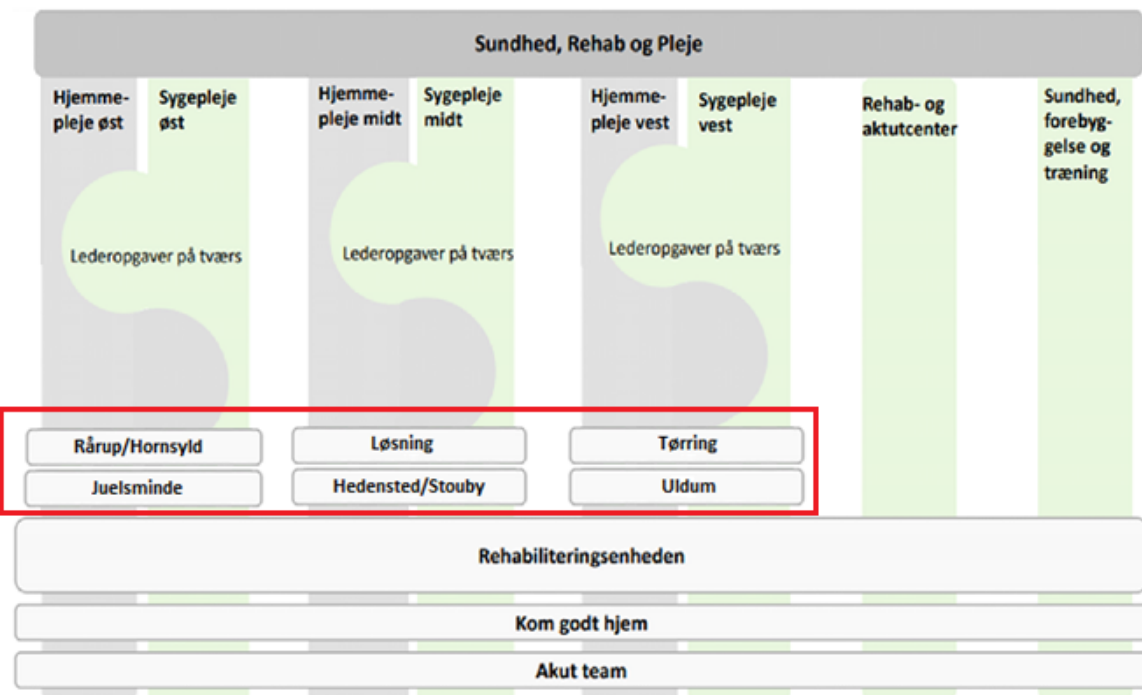 Sundhed, Rehab og Pleje
Hjemme-
pleje øst
Sygepleje
øst
Hjemme-
pleje midt
Sygepleje
midt
Hjemme-
pleje vest
Sygepleje
vest
Rehab- og
aktutcenter
Sundhed,
forebyg-
gelse og
træning
Lederopgaver på tværs
Lederopgaver på tværs
Lederopgaver på tværs
Rårup/Hornsyld
Løsning
Tørring
Juelsminde
Hedensted/Stouby
Uldum
Rehabiliteringsenheden
Kom godt hjem
Akut team